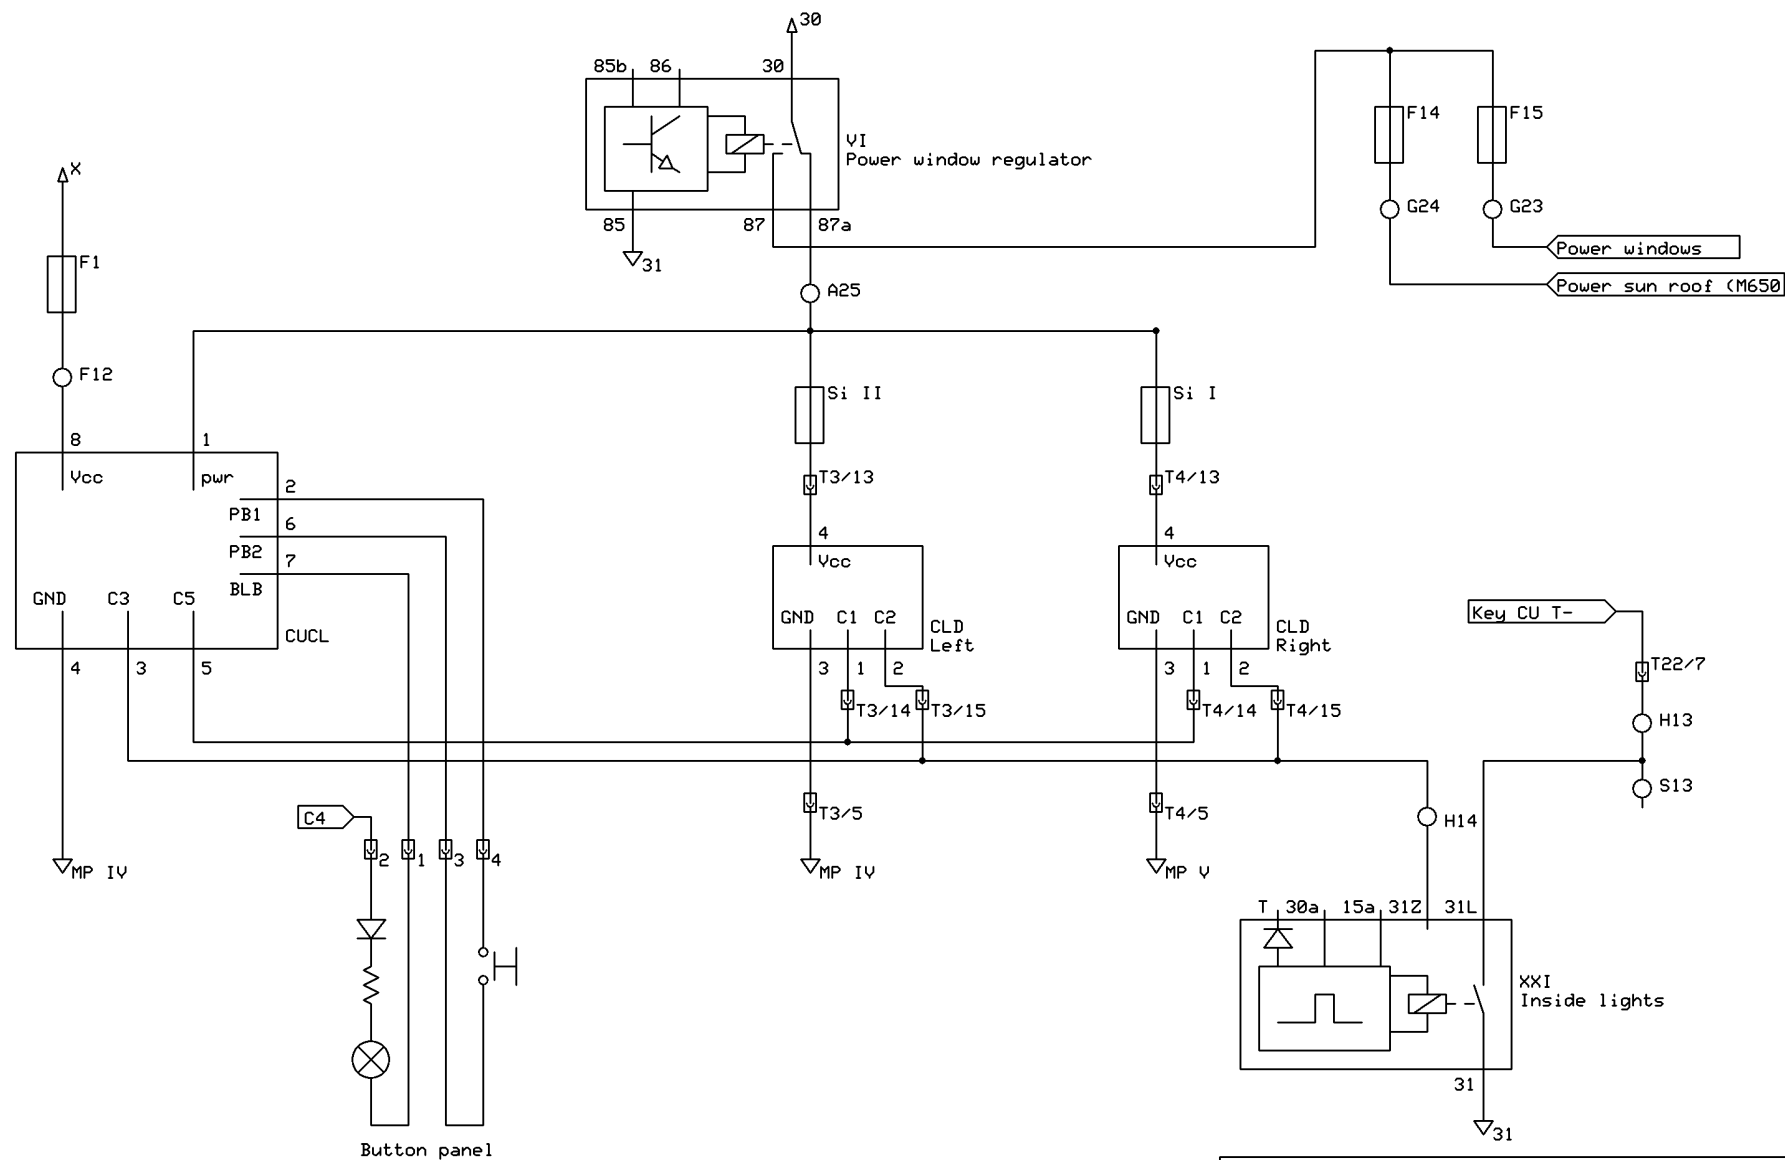 30
85b 86 30
F14 F15
VI
Power window regulator
X
G24 G23
85 87 87a
31
Power windows
F1
A25
Power sun roof (M650
F12
Si II Si I
8 1
Vcc pwr
T3/13 T4/13
2
PB1
6
PB2
4 4
7
Vcc Vcc
BLB
GND C3 C5
Key CU T-
GND C1 C2
GND C1 C2
CUCL
CLD
Left
CLD
Right
4 3 5
3 1 2
3 1 2
T22/7
T3/14 T3/15 T4/14 T4/15
H13
S13
C4
T3/5 T4/5
H14
2 1 3 4
MP IV MP IV MP V
T 30a 15a 31Z 31L
XXI
Inside lights
31
31
Button panel